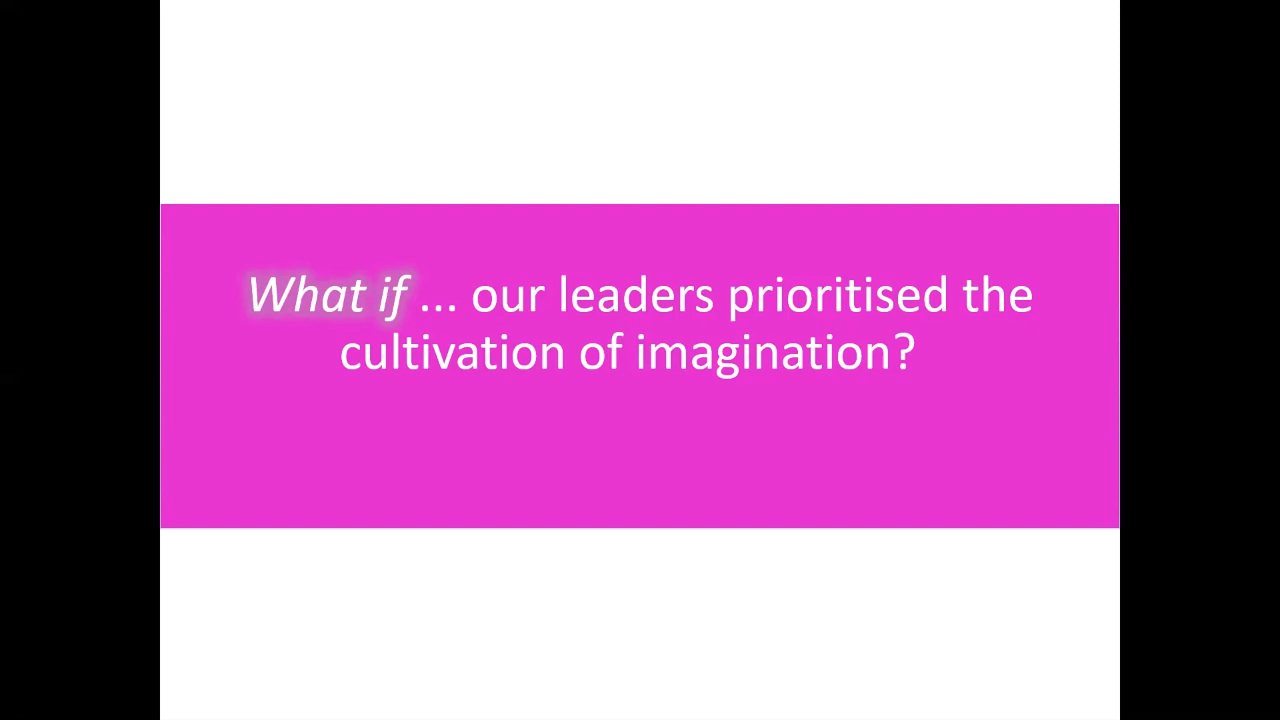 What if ... our leaders prioritised the
cultivation of imagination?